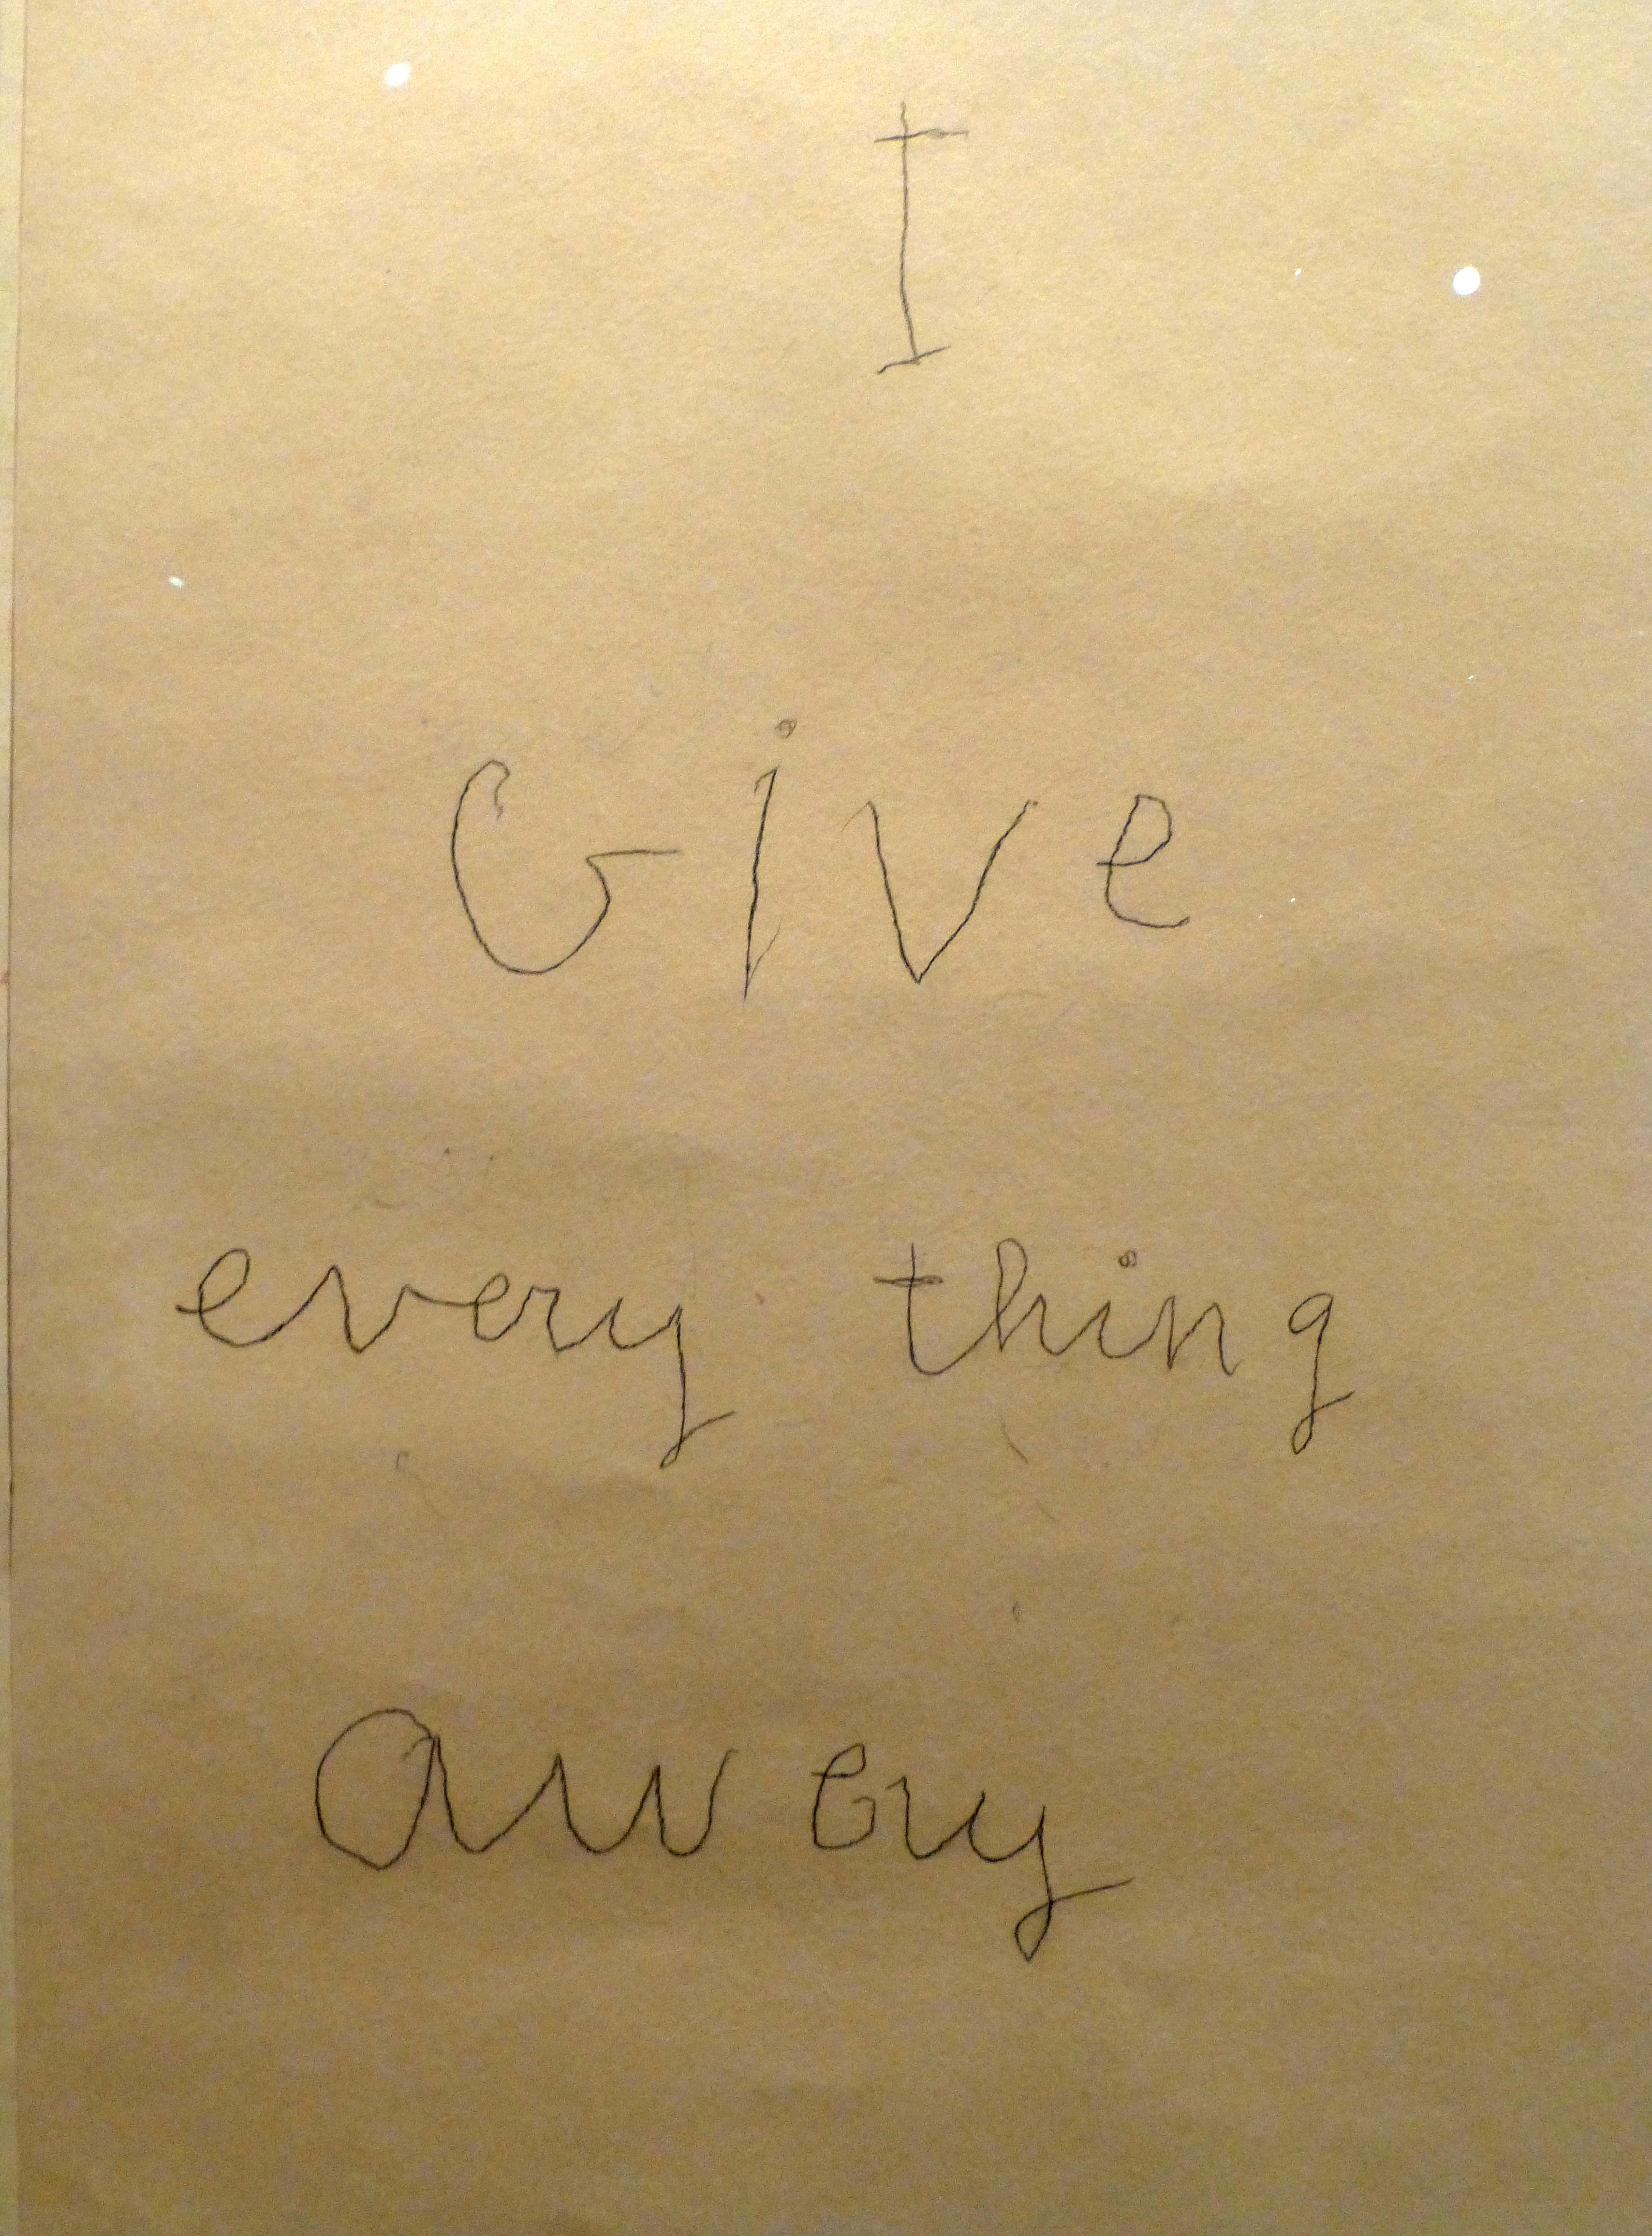 I
Give
every thing
away